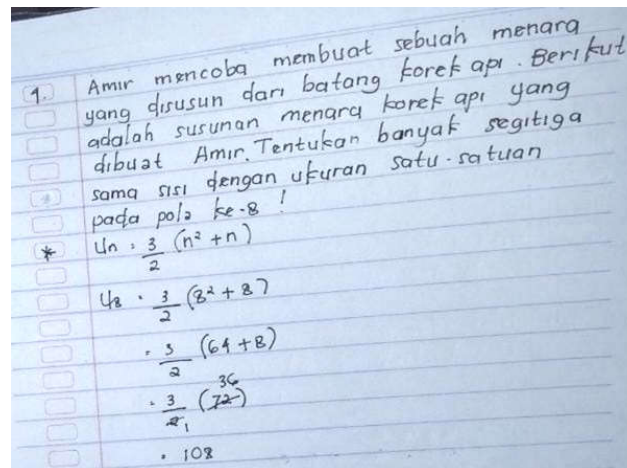 1. Amir mencoba membuat sebuah menara
yang disusun dari batang korek api. Berikut
adalah susunan menara korek api yang
dibuat Amir. Tentukan banyak segitiga
sama sisi dengan ukuran satu-satuan
pada pola ke-8 !
* Un = 3/2 (n² + n)
U8 = 3/2 (8² + 8)
= 3/2 (64 + 8)
= 3/2 1 (72) 36
= 108